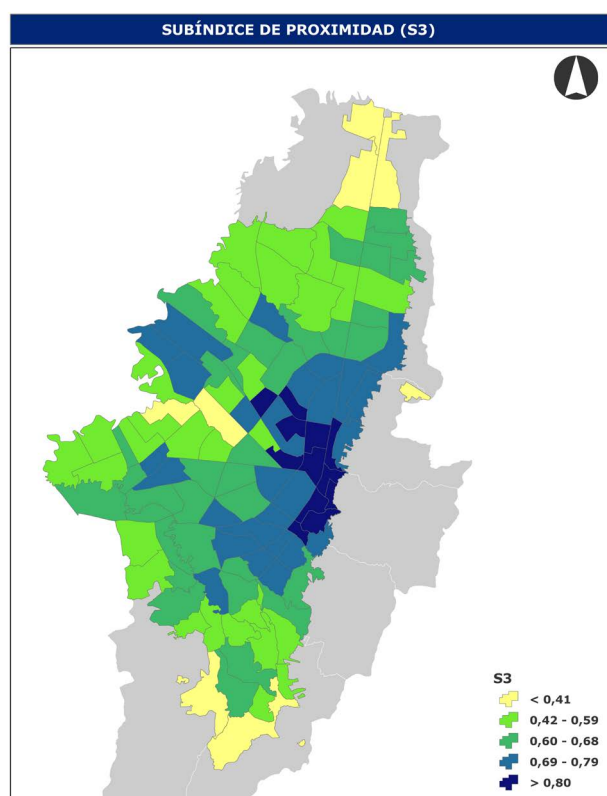 SUBÍNDICE DE PROXIMIDAD (S3)
S3
< 0,41
0,42 - 0,59
0,60 - 0,68
0,69 - 0,79
> 0,80